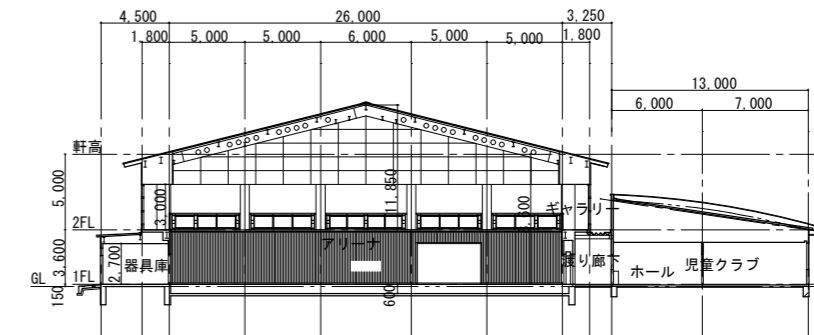 4,500
26,000
3,250
1,800
5,000
5,000
6,000
5,000
5,000
1,800
13,000
6,000
7,000
軒高
5,000
3,000
11,850
ギャラリー
2FL
アリーナ
3,600
2,700
器具庫
渡り廊下
ホール
児童クラブ
GL
1FL
150
600